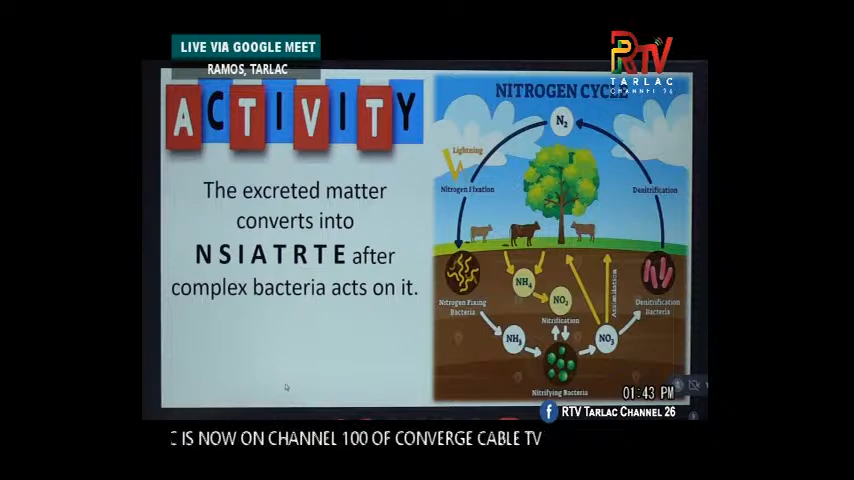 LIVE VIA GOOGLE MEET
RAMOS, TARLAC
RTV
TARLAC
CHANNEL 26
ACTIVITY
The excreted matter
converts into
NSIATRTE after
complex bacteria acts on it.
NITROGEN CYCLE
N2
Lightning
Nitrogen Fixation
Denitrification
NH4
NO2
Nitrification
Assimilation
Nitrogen Fixing
Bacteria
Denitrification
Bacteria
NH3
NO3
Nitrifying Bacteria
01:43 PM
f RTV TARLAC CHANNEL 26
C IS NOW ON CHANNEL 100 OF CONVERGE CABLE TV